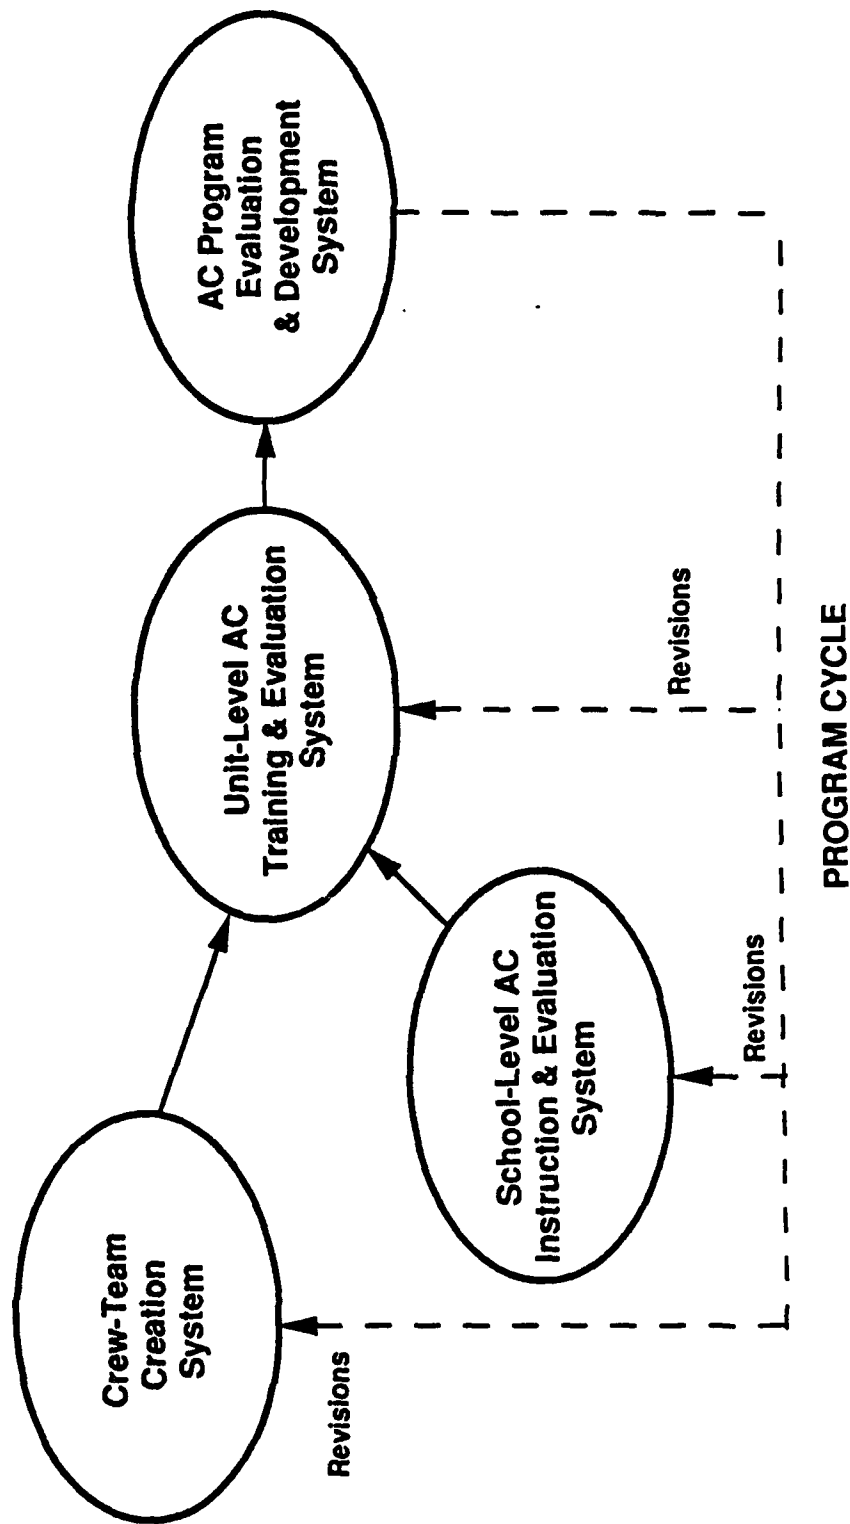 Crew-Team
Creation
System
Unit-Level AC
Training & Evaluation
System
AC Program
Evaluation
& Development
System
School-Level AC
Instruction & Evaluation
System
Revisions
Revisions
Revisions
PROGRAM CYCLE